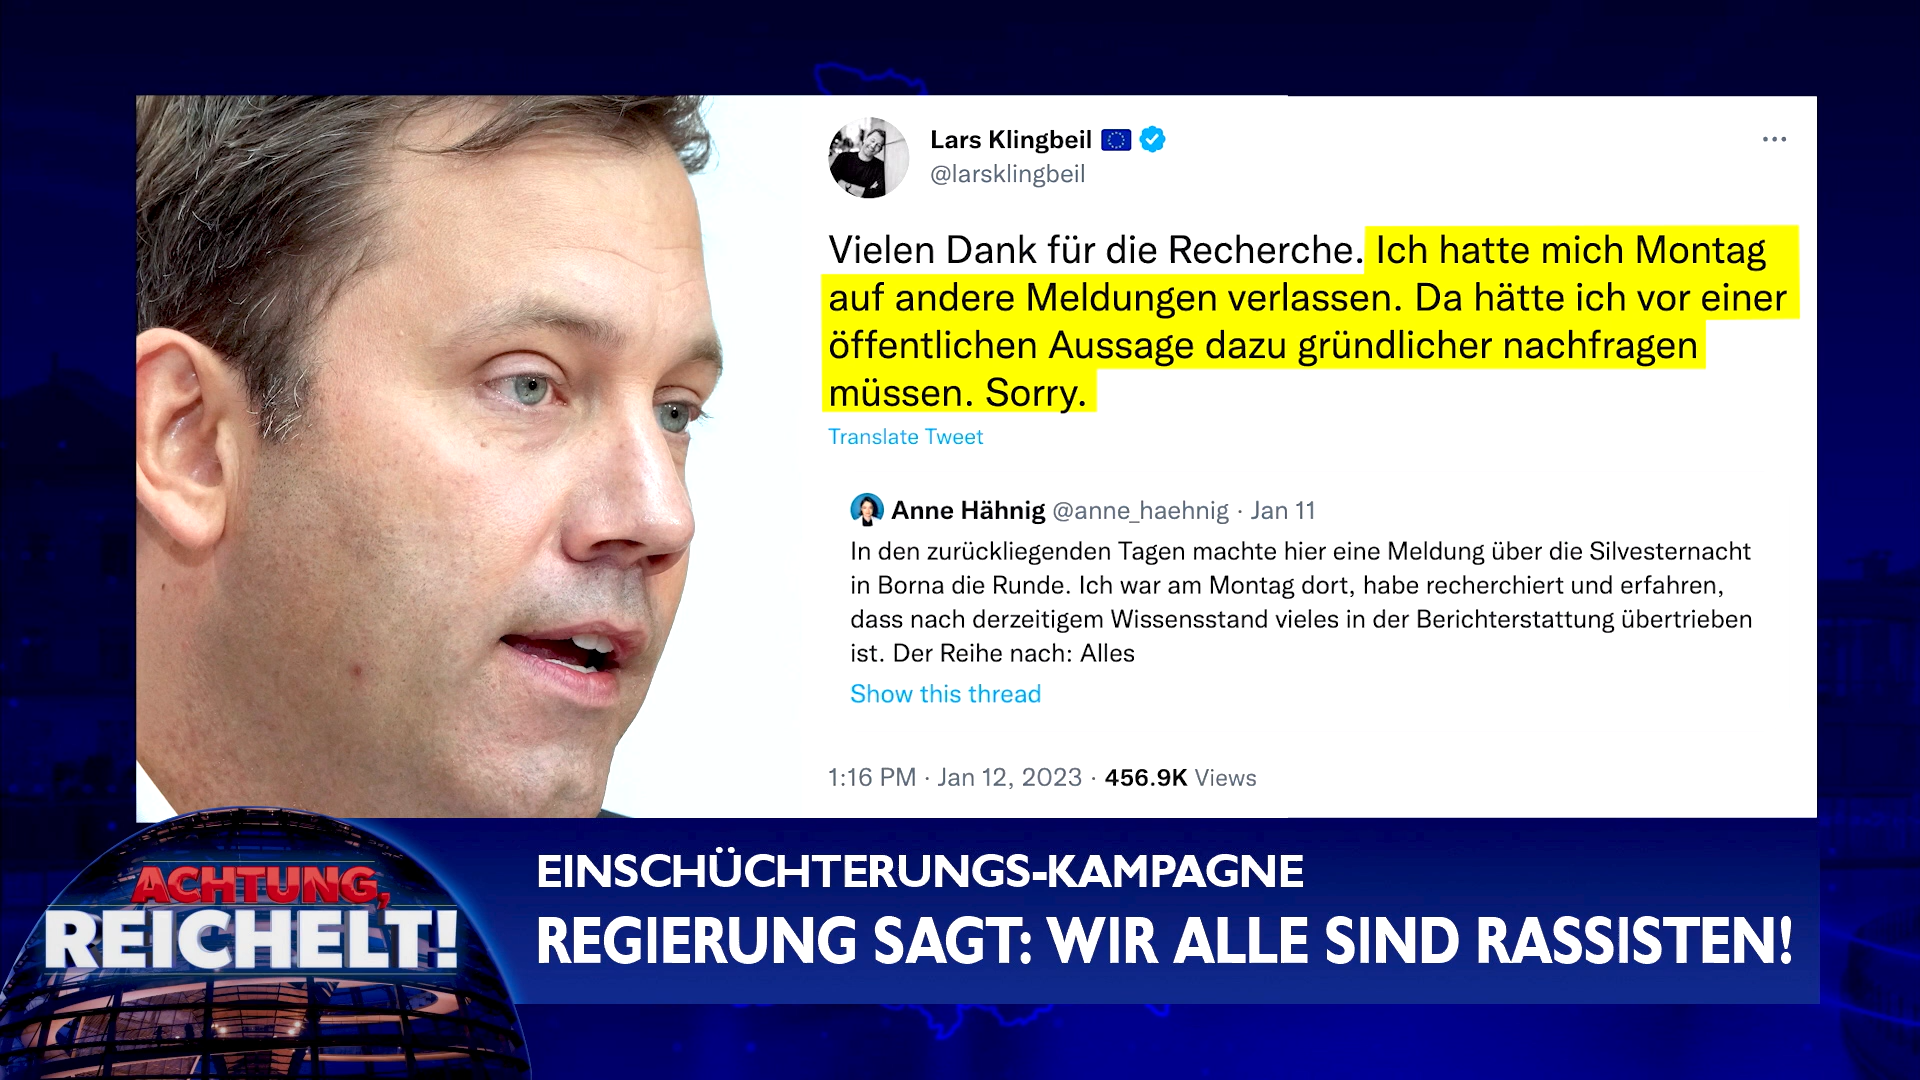 Lars Klingbeil
@larsklingbeil
Vielen Dank für die Recherche. Ich hatte mich Montag
auf andere Meldungen verlassen. Da hätte ich vor einer
öffentlichen Aussage dazu gründlicher nachfragen
müssen. Sorry.
Translate Tweet
Anne Hähnig @anne_haehnig · Jan 11
In den zurückliegenden Tagen machte hier eine Meldung über die Silvesternacht
in Borna die Runde. Ich war am Montag dort, habe recherchiert und erfahren,
dass nach derzeitigem Wissensstand vieles in der Berichterstattung übertrieben
ist. Der Reihe nach: Alles
Show this thread
1:16 PM · Jan 12, 2023 · 456.9K Views
ACHTUNG,
REICHELT!
EINSCHÜCHTERUNGS-KAMPAGNE
REGIERUNG SAGT: WIR ALLE SIND RASSISTEN!